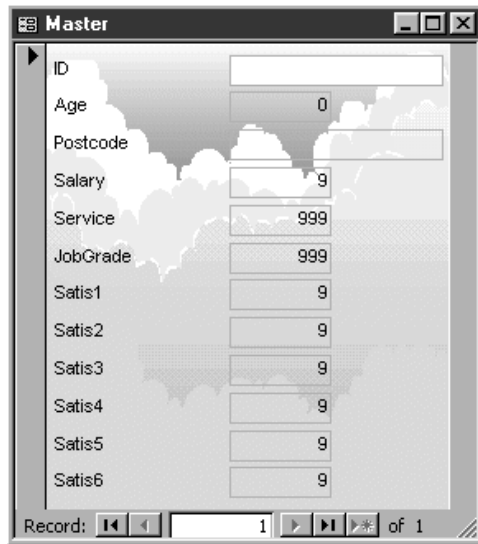 Master
ID
Age 0
Postcode
Salary 9
Service 999
JobGrade 999
Satis1 9
Satis2 9
Satis3 9
Satis4 9
Satis5 9
Satis6 9
Record: 1 of 1